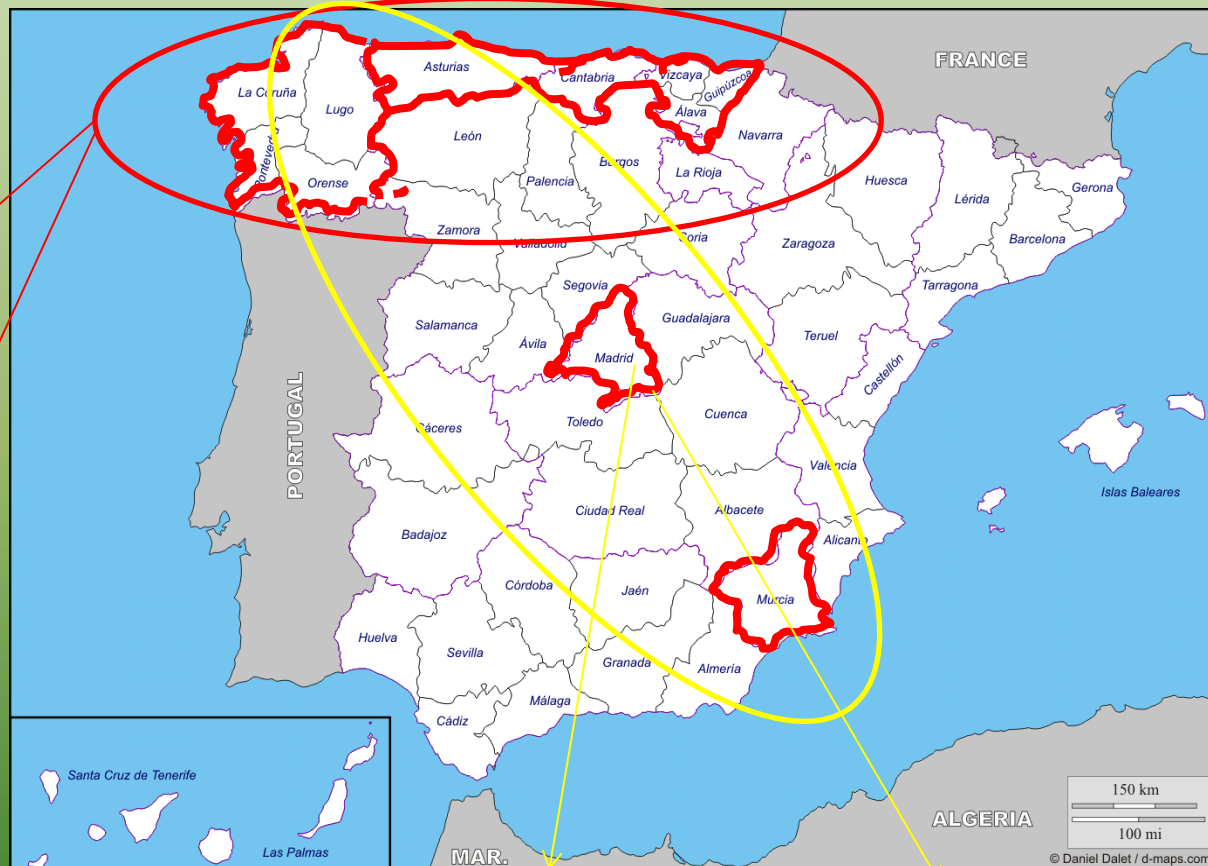 FRANCE
Asturias
Cantabria
Vizcaya
Guipúzcoa
La Coruña
Lugo
Álava
León
Navarra
Pontevedra
Burgos
La Rioja
Palencia
Orense
Huesca
Lérida
Gerona
Zamora
Valladolid
Soria
Zaragoza
Barcelona
Segovia
Tarragona
Salamanca
Guadalajara
Ávila
Madrid
Teruel
Castellón
PORTUGAL
Cáceres
Toledo
Cuenca
Valencia
Islas Baleares
Ciudad Real
Albacete
Badajoz
Alicante
Córdoba
Jaén
Murcia
Huelva
Sevilla
Granada
Almería
Málaga
Cádiz
Santa Cruz de Tenerife
Las Palmas
MAR.
ALGERIA
150 km
100 mi
© Daniel Dalet / d-maps.com